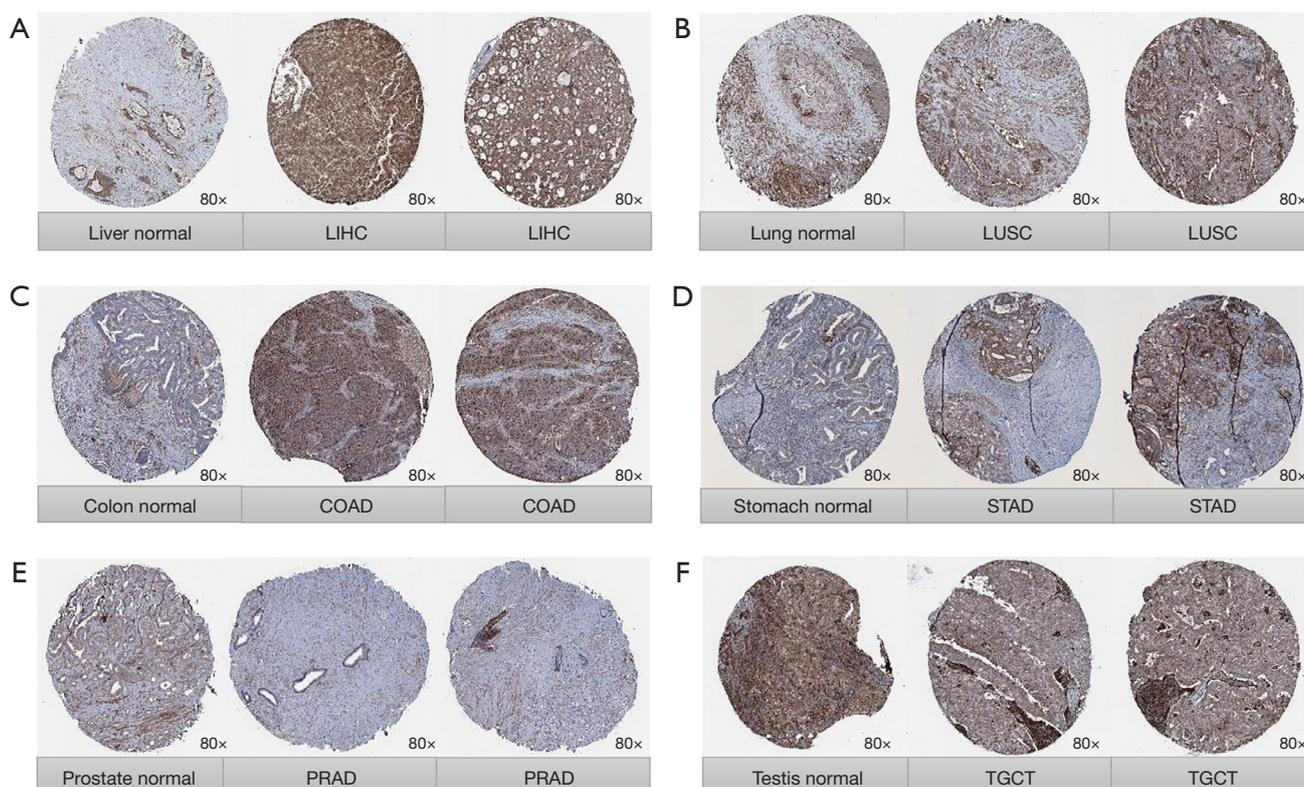 A
80×
80×
80×
Liver normal
LIHC
LIHC
B
80×
80×
80×
Lung normal
LUSC
LUSC
C
80×
80×
80×
Colon normal
COAD
COAD
D
80×
80×
80×
Stomach normal
STAD
STAD
E
80×
80×
80×
Prostate normal
PRAD
PRAD
F
80×
80×
80×
Testis normal
TGCT
TGCT